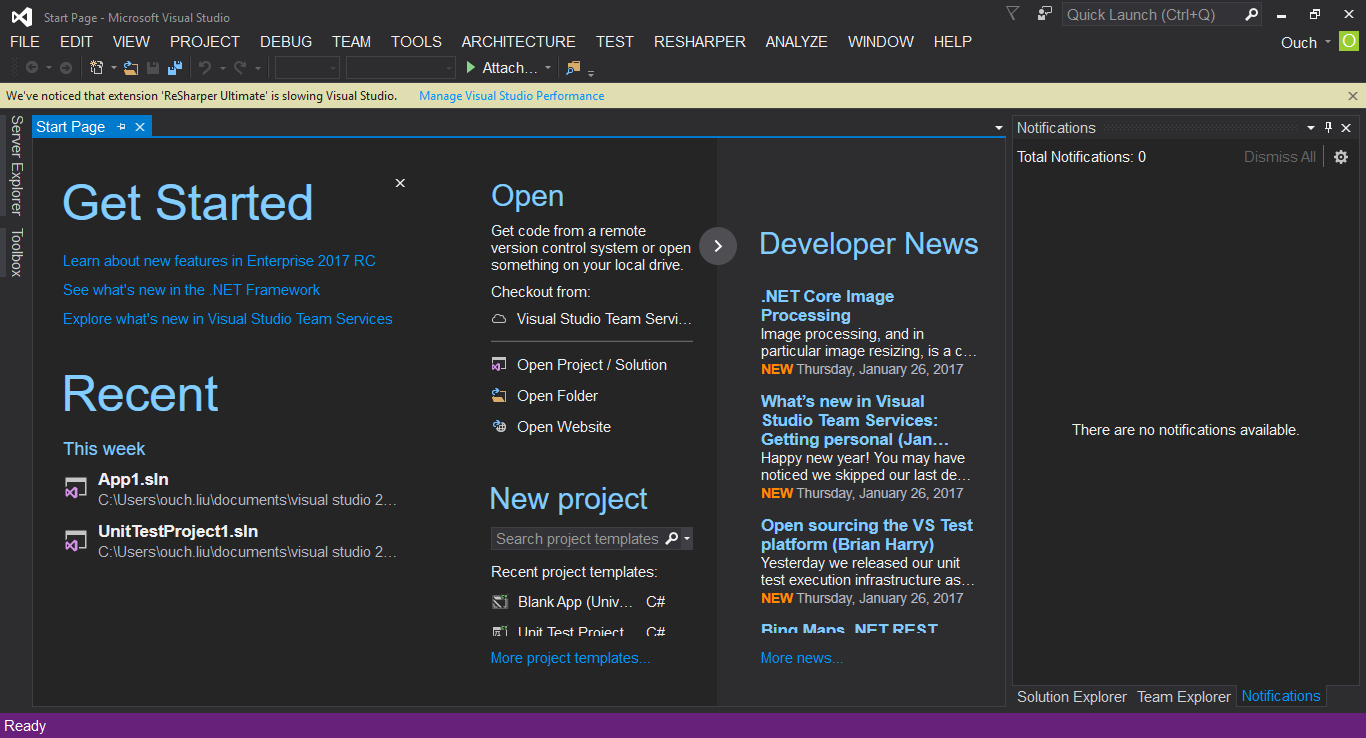 Start Page - Microsoft Visual Studio
Quick Launch (Ctrl+Q)
FILE EDIT VIEW PROJECT DEBUG TEAM TOOLS ARCHITECTURE TEST RESHARPER ANALYZE WINDOW HELP
Ouch O
Attach...
We've noticed that extension 'ReSharper Ultimate' is slowing Visual Studio. Manage Visual Studio Performance
Server Explorer
Toolbox
Start Page
Get Started
Learn about new features in Enterprise 2017 RC
See what's new in the .NET Framework
Explore what's new in Visual Studio Team Services
Recent
This week
App1.sln
C:\Users\ouch.liu\documents\visual studio 2...
UnitTestProject1.sln
C:\Users\ouch.liu\documents\visual studio 2...
Open
Get code from a remote
version control system or open
something on your local drive.
Checkout from:
Visual Studio Team Servi...
Open Project / Solution
Open Folder
Open Website
New project
Search project templates
Recent project templates:
Blank App (Univ... C#
Unit Test Project C#
More project templates...
Developer News
.NET Core Image
Processing
Image processing, and in
particular image resizing, is a c...
NEW Thursday, January 26, 2017
What's new in Visual
Studio Team Services:
Getting personal (Jan...
Happy new year! You may have
noticed we skipped our last de...
NEW Thursday, January 26, 2017
Open sourcing the VS Test
platform (Brian Harry)
Yesterday we released our unit
test execution infrastructure as...
NEW Thursday, January 26, 2017
Bing Maps .NET REST
More news...
Notifications
Total Notifications: 0 Dismiss All
There are no notifications available.
Solution Explorer Team Explorer Notifications
Ready